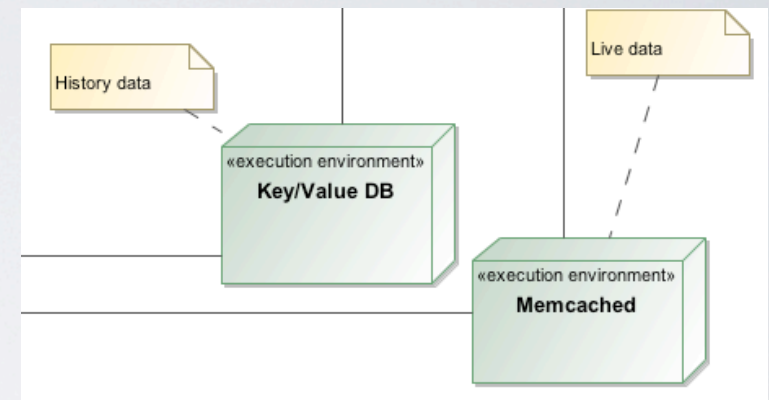 History data
Live data
«execution environment»
Key/Value DB
«execution environment»
Memcached